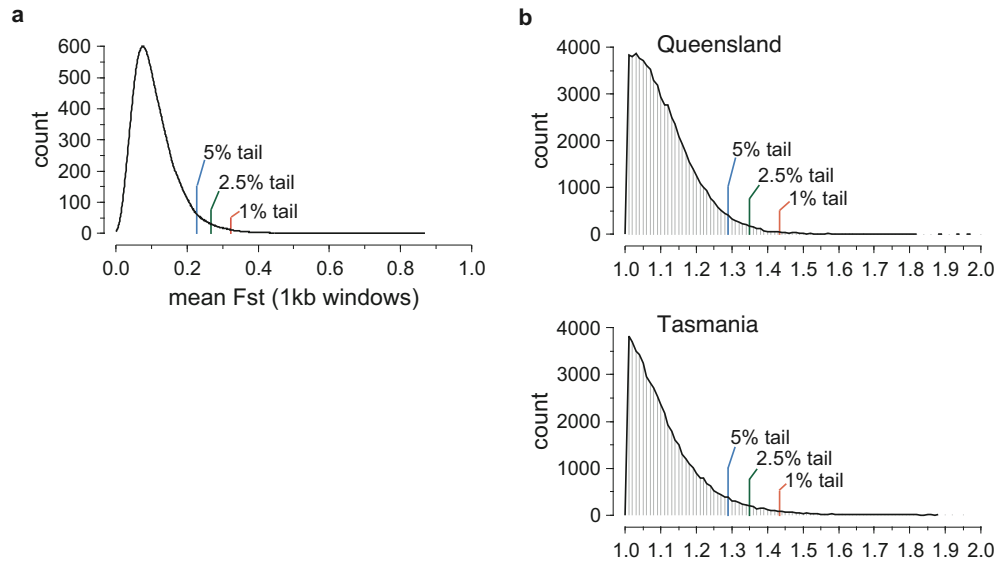 a
600
500
400
300
200
100
0
count
5% tail
2.5% tail
1% tail
0.0 0.2 0.4 0.6 0.8 1.0
mean Fst (1kb windows)
b
Queensland
4000
3000
2000
1000
0
count
5% tail
2.5% tail
1% tail
1.0 1.1 1.2 1.3 1.4 1.5 1.6 1.7 1.8 1.9 2.0
Tasmania
4000
3000
2000
1000
0
count
5% tail
2.5% tail
1% tail
1.0 1.1 1.2 1.3 1.4 1.5 1.6 1.7 1.8 1.9 2.0